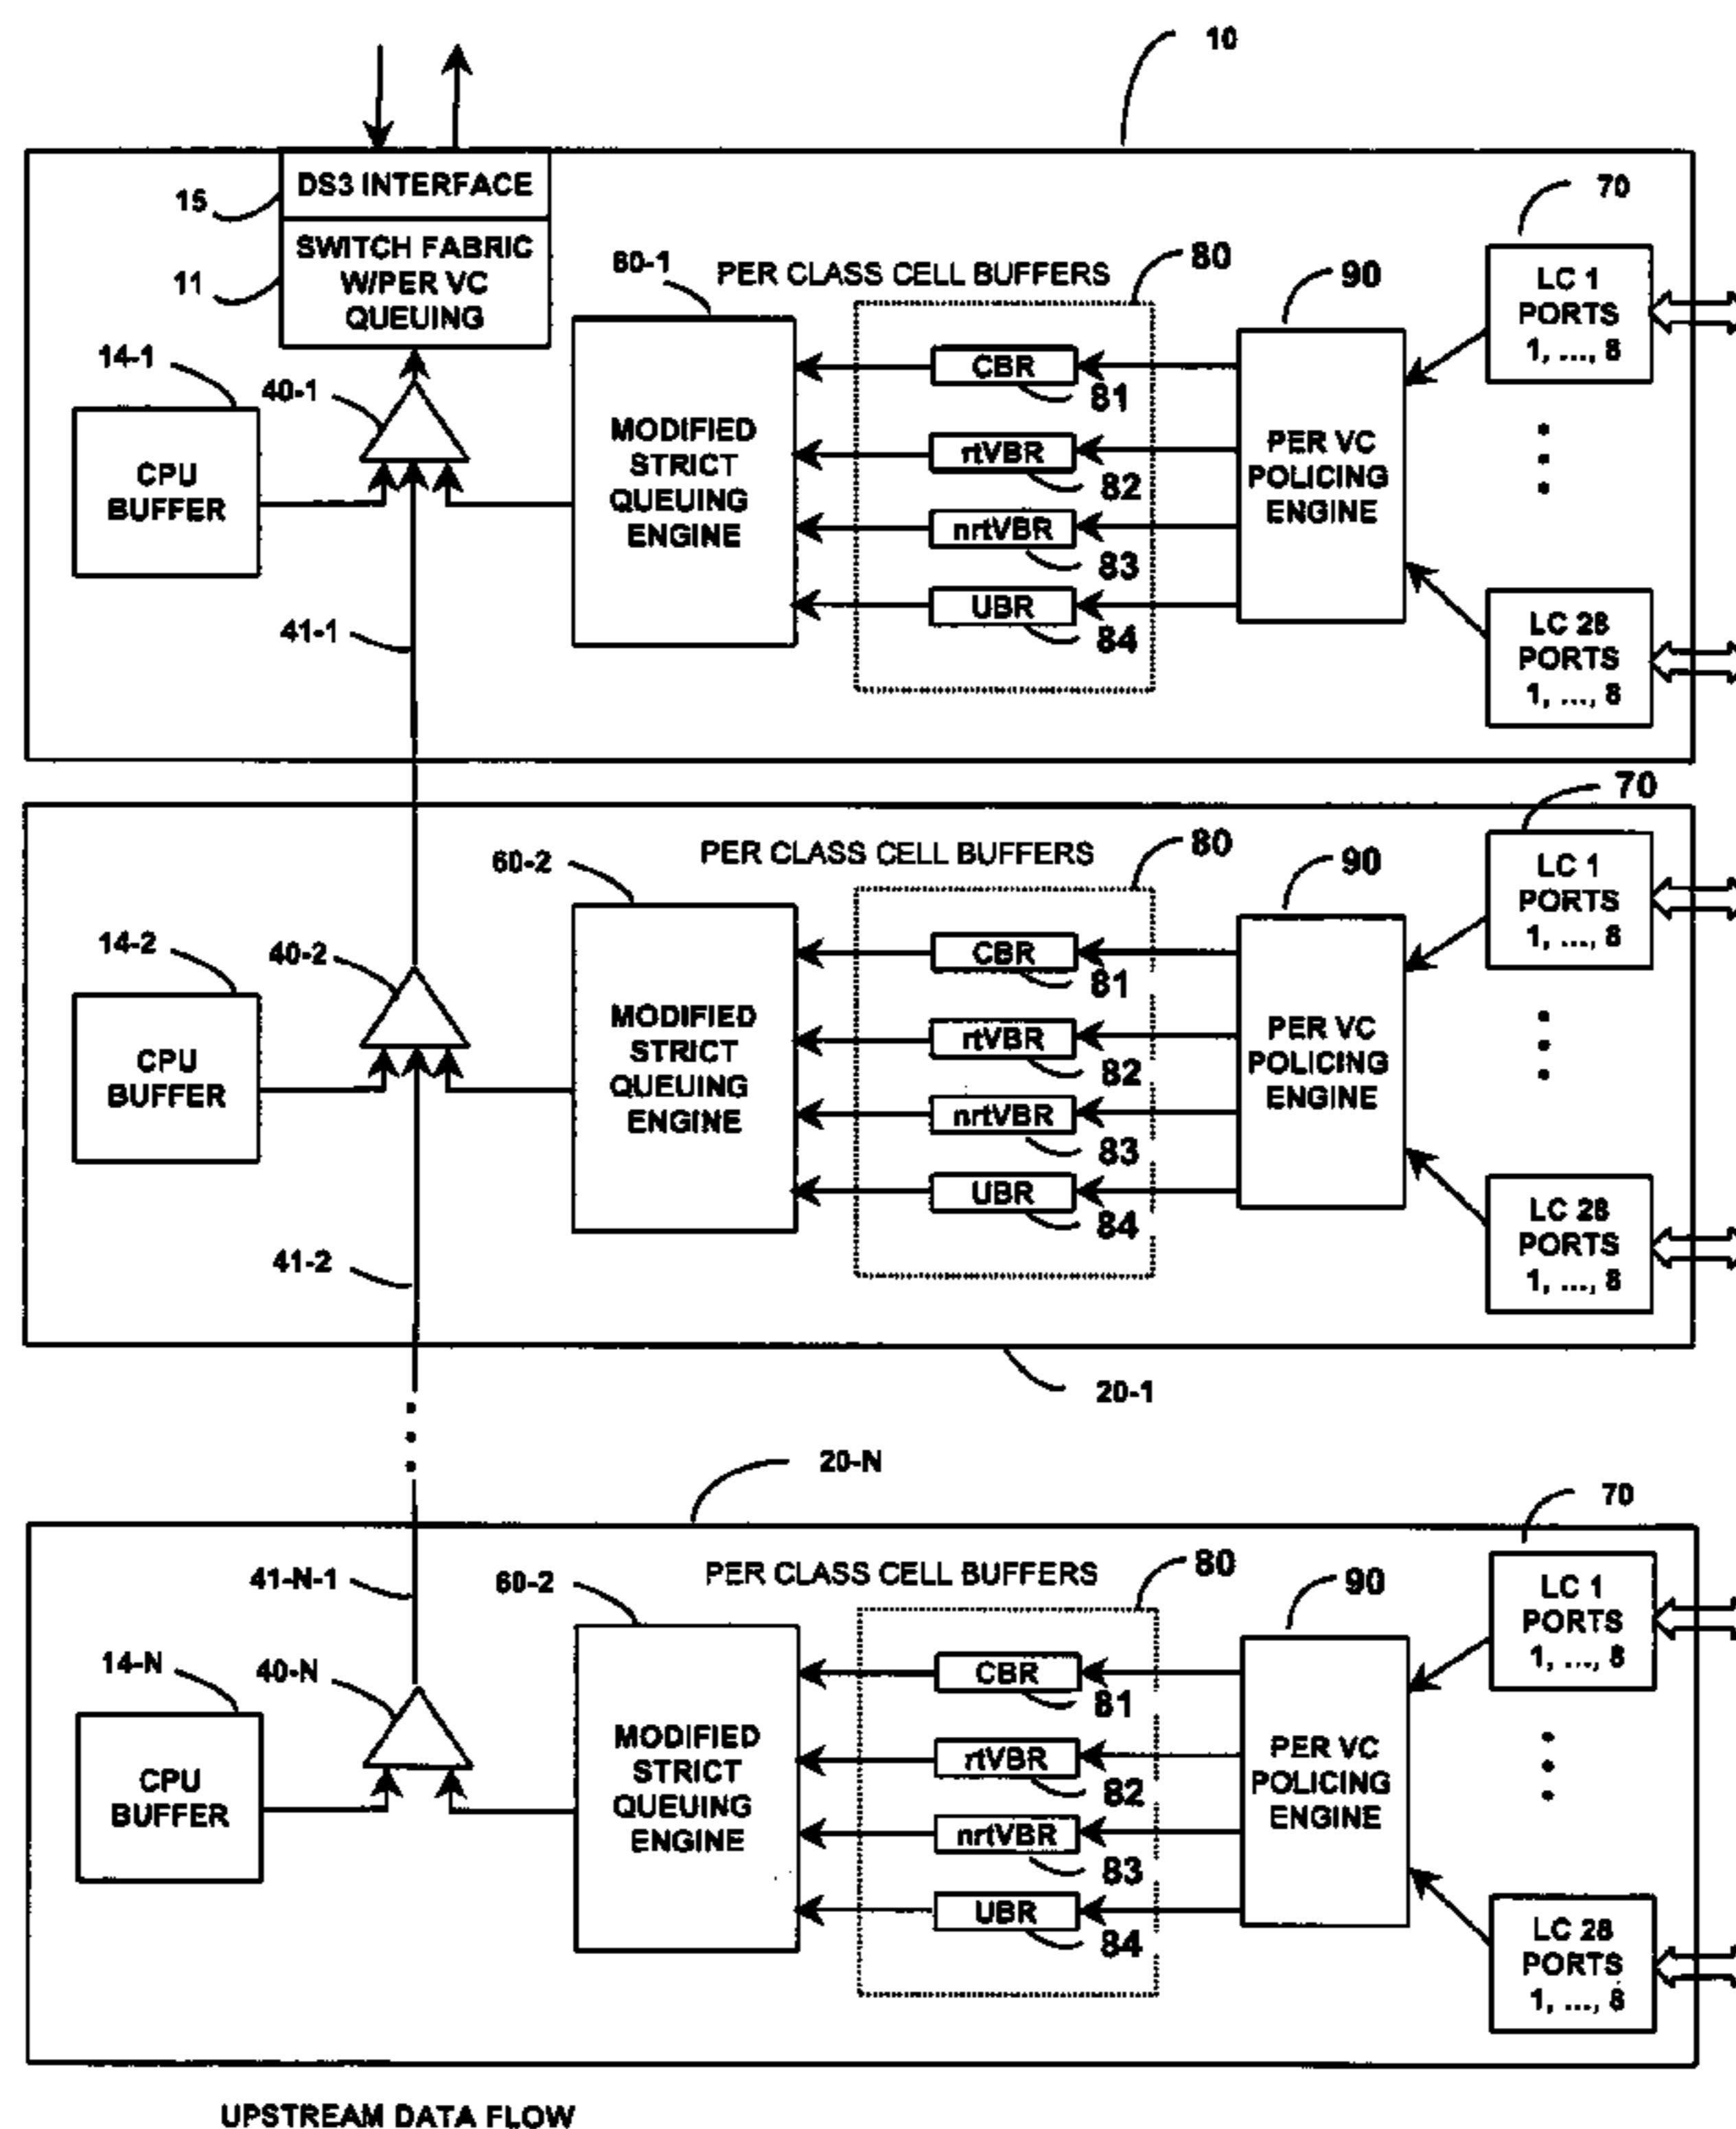 10
DS3 INTERFACE
15
SWITCH FABRIC
W/PER VC
QUEUING
11
14-1
40-1
CPU
BUFFER
41-1
60-1
MODIFIED
STRICT
QUEUING
ENGINE
PER CLASS CELL BUFFERS
80
CBR
81
rtVBR
82
nrtVBR
83
UBR
84
90
PER VC
POLICING
ENGINE
70
LC 1
PORTS
1, ..., 8
LC 28
PORTS
1, ..., 8
14-2
40-2
CPU
BUFFER
41-2
60-2
MODIFIED
STRICT
QUEUING
ENGINE
PER CLASS CELL BUFFERS
80
CBR
81
rtVBR
82
nrtVBR
83
UBR
84
90
PER VC
POLICING
ENGINE
70
LC 1
PORTS
1, ..., 8
LC 28
PORTS
1, ..., 8
20-1
20-N
41-N-1
14-N
40-N
CPU
BUFFER
60-2
MODIFIED
STRICT
QUEUING
ENGINE
PER CLASS CELL BUFFERS
80
CBR
81
rtVBR
82
nrtVBR
83
UBR
84
90
PER VC
POLICING
ENGINE
70
LC 1
PORTS
1, ..., 8
LC 28
PORTS
1, ..., 8
UPSTREAM DATA FLOW